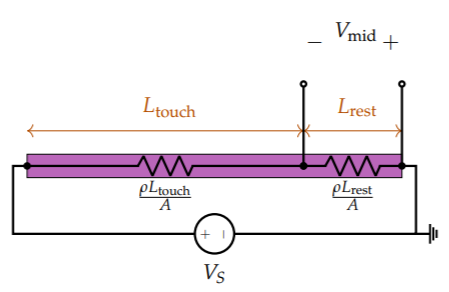 − V_mid +
L_touch L_rest
ρL_touch/A ρL_rest/A
+ −
V_S